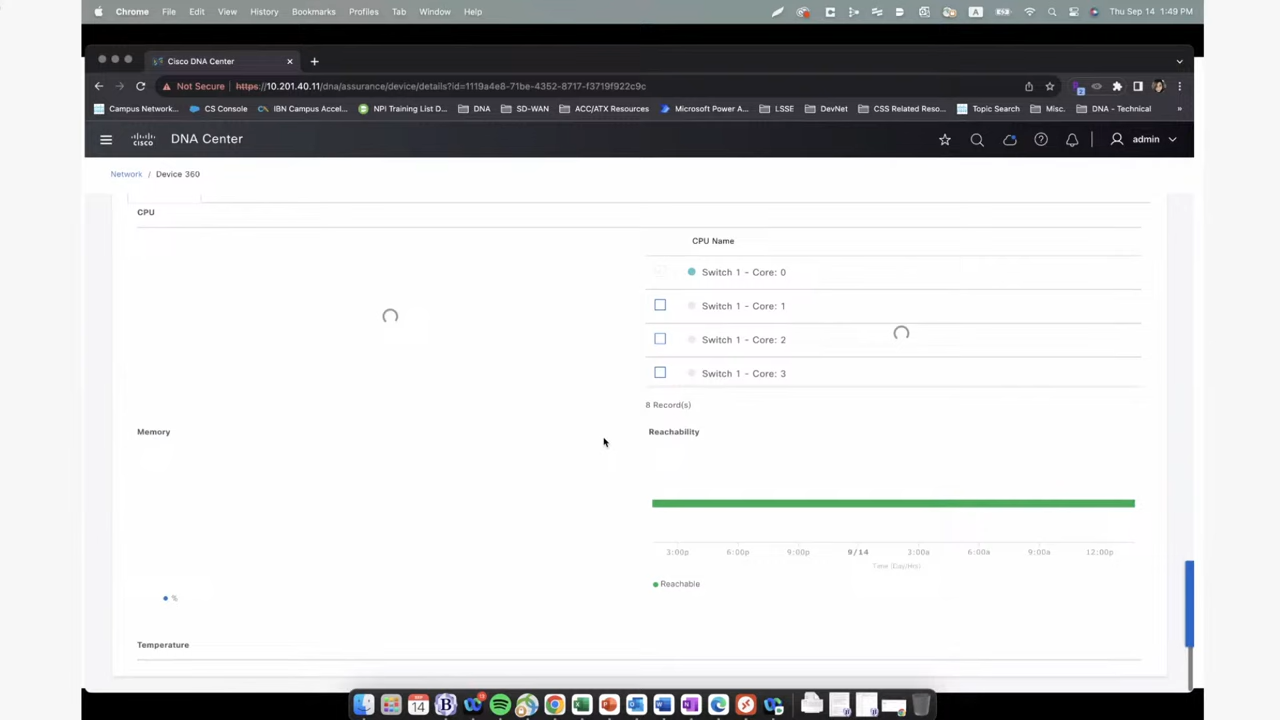 Chrome File Edit View History Bookmarks Profiles Tab Window Help Thu Sep 14 1:49 PM
Cisco DNA Center
Not Secure https://10.201.40.11/dna/assurance/device/details?id=1119a4e8-71be-4352-8717-f3719f922c9c
Campus Network... CS Console IBN Campus Accel... NPI Training List D... DNA SD-WAN ACC/ATX Resources Microsoft Power A... LSSE DevNet CSS Related Reso... Topic Search Misc. DNA - Technical »
CISCO DNA Center admin
Network / Device 360
CPU
CPU Name
Switch 1 - Core: 0
Switch 1 - Core: 1
Switch 1 - Core: 2
Switch 1 - Core: 3
8 Record(s)
Memory
Reachability
3:00p 6:00p 9:00p 9/14 3:00a 6:00a 9:00a 12:00p
Time (Day/Hrs)
Reachable
%
Temperature